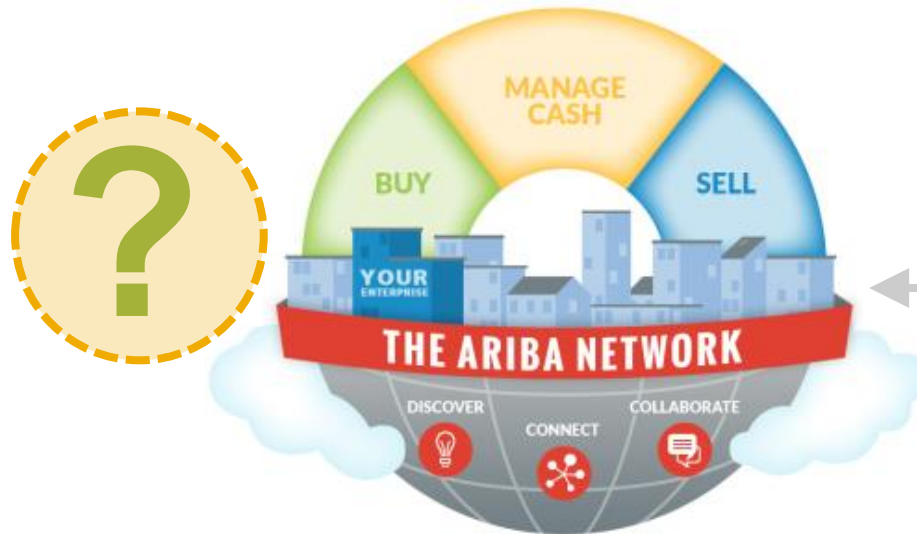 ?
MANAGE
CASH
BUY
SELL
YOUR
ENTERPRISE
THE ARIBA NETWORK
DISCOVER
CONNECT
COLLABORATE